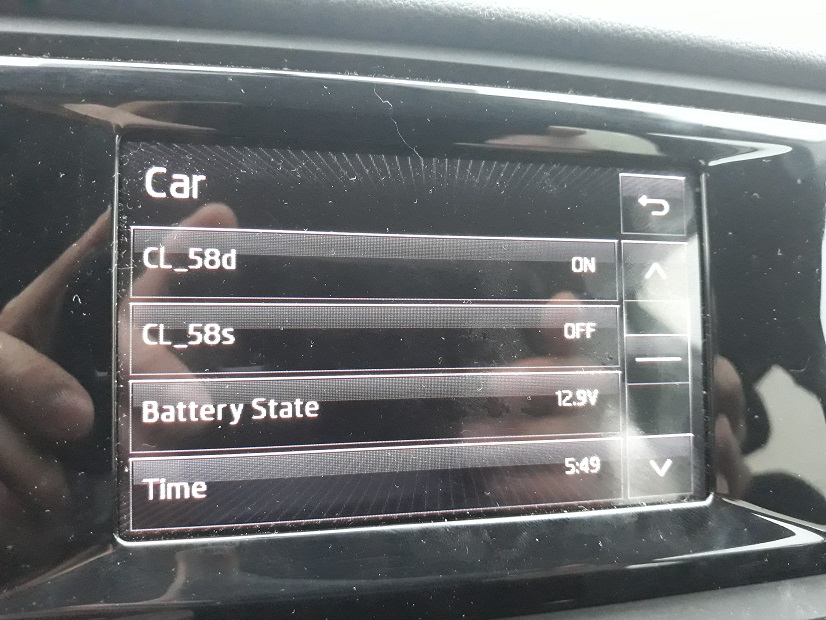 Car
CL_58d ON
CL_58s OFF
Battery State 12.9V
Time 5:49